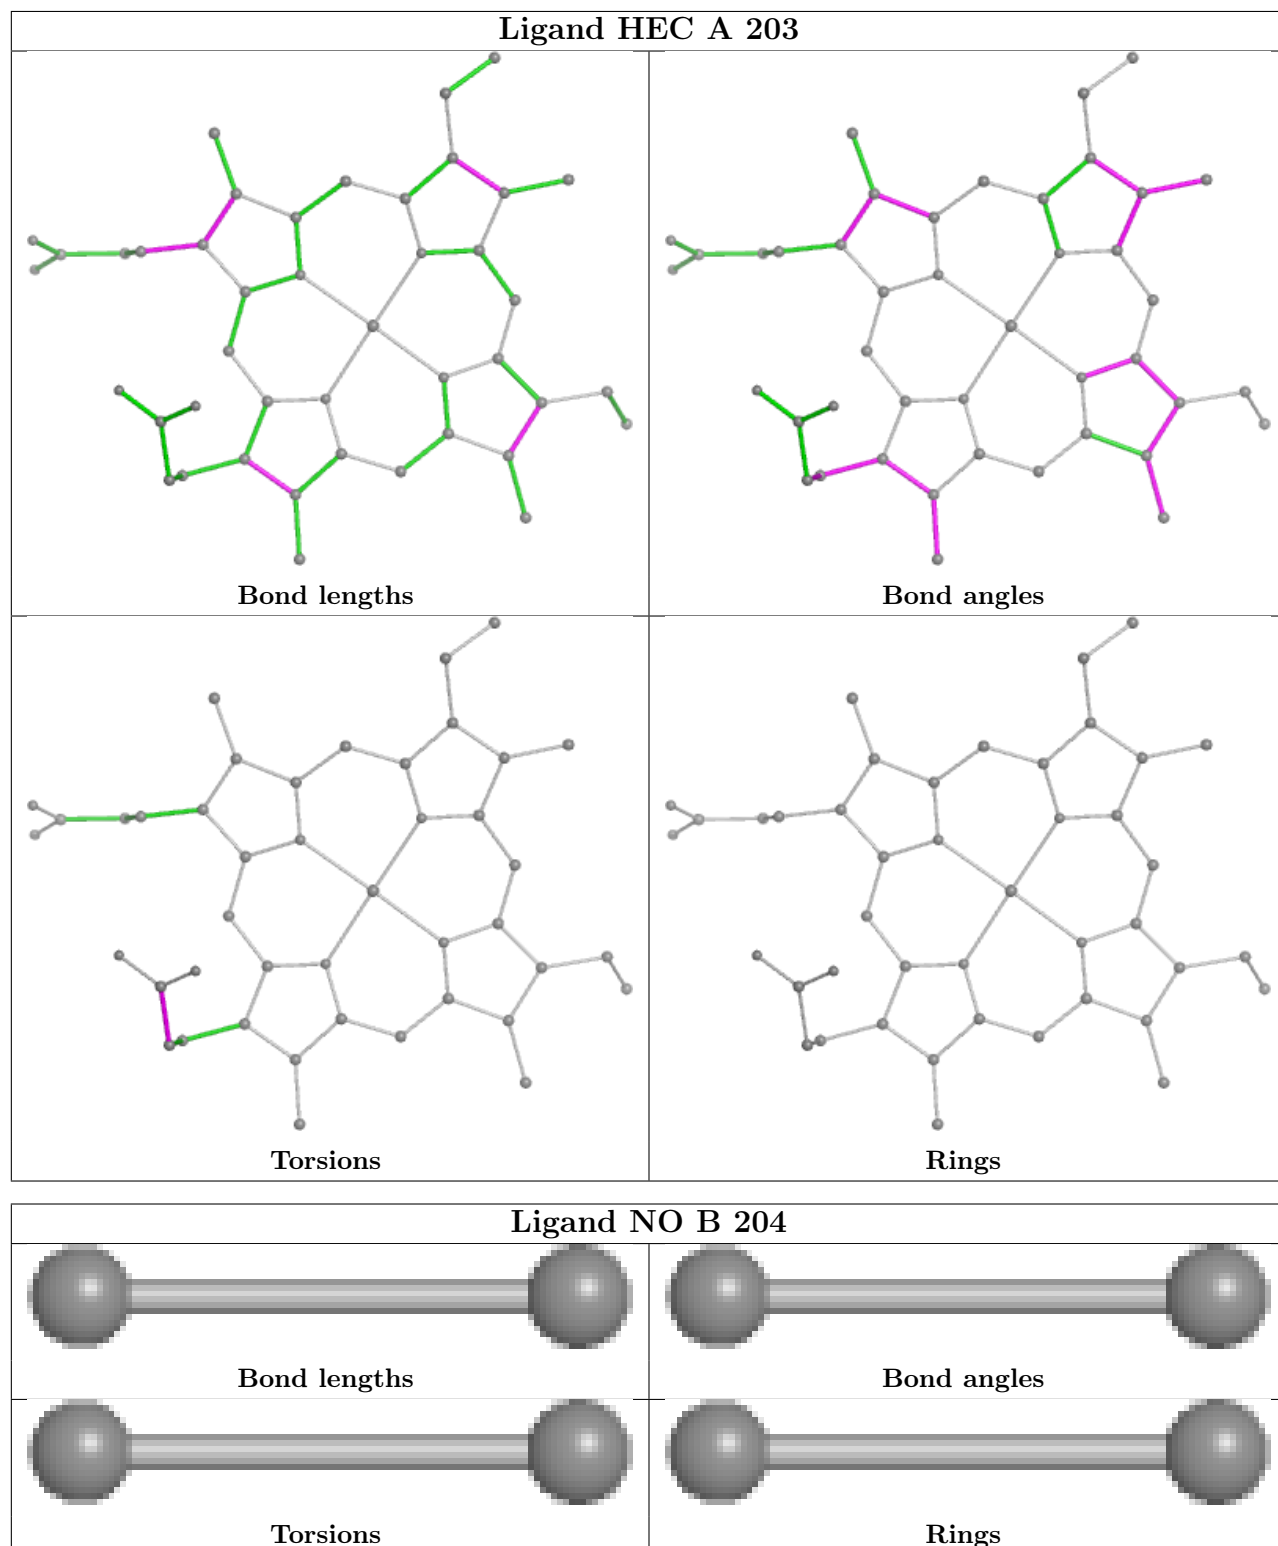 Ligand HEC A 203
Bond lengths
Bond angles
Torsions
Rings
Ligand NO B 204
Bond lengths
Bond angles
Torsions
Rings